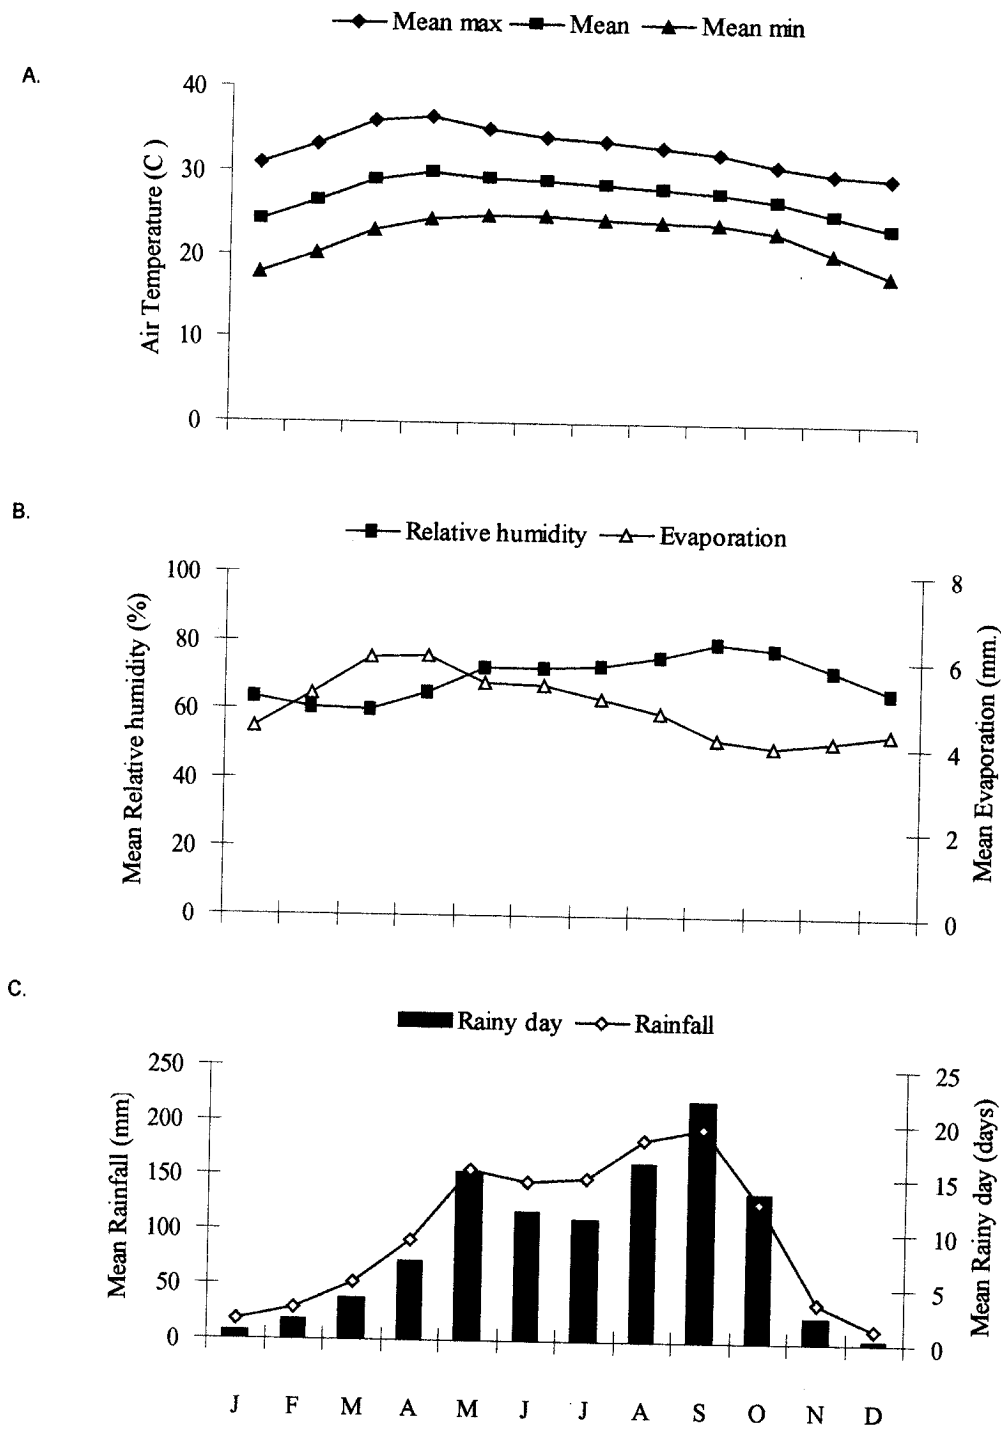 Mean max Mean Mean min
A.
40
30
20
10
0
Air Temperature (C )
B.
Relative humidity Evaporation
100
80
60
40
20
0
Mean Relative humidity (%)
8
6
4
2
0
Mean Evaporation (mm.)
C.
Rainy day Rainfall
250
200
150
100
50
0
Mean Rainfall (mm)
25
20
15
10
5
0
Mean Rainy day (days)
J F M A M J J A S O N D